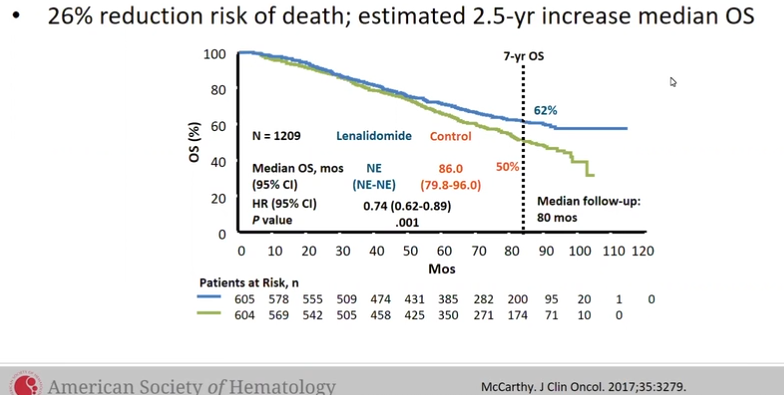 • 26% reduction risk of death; estimated 2.5-yr increase median OS
7-yr OS
100
80
60
40
20
0
OS (%)
62%
50%
N = 1209 Lenalidomide Control
Median OS, mos NE 86.0
(95% CI) (NE-NE) (79.8-96.0)
HR (95% CI) 0.74 (0.62-0.89)
P value .001
Median follow-up:
80 mos
0 10 20 30 40 50 60 70 80 90 100 110 120
Mos
Patients at Risk, n
605 578 555 509 474 431 385 282 200 95 20 1 0
604 569 542 505 458 425 350 271 174 71 10 0
American Society of Hematology
McCarthy. J Clin Oncol. 2017;35:3279.